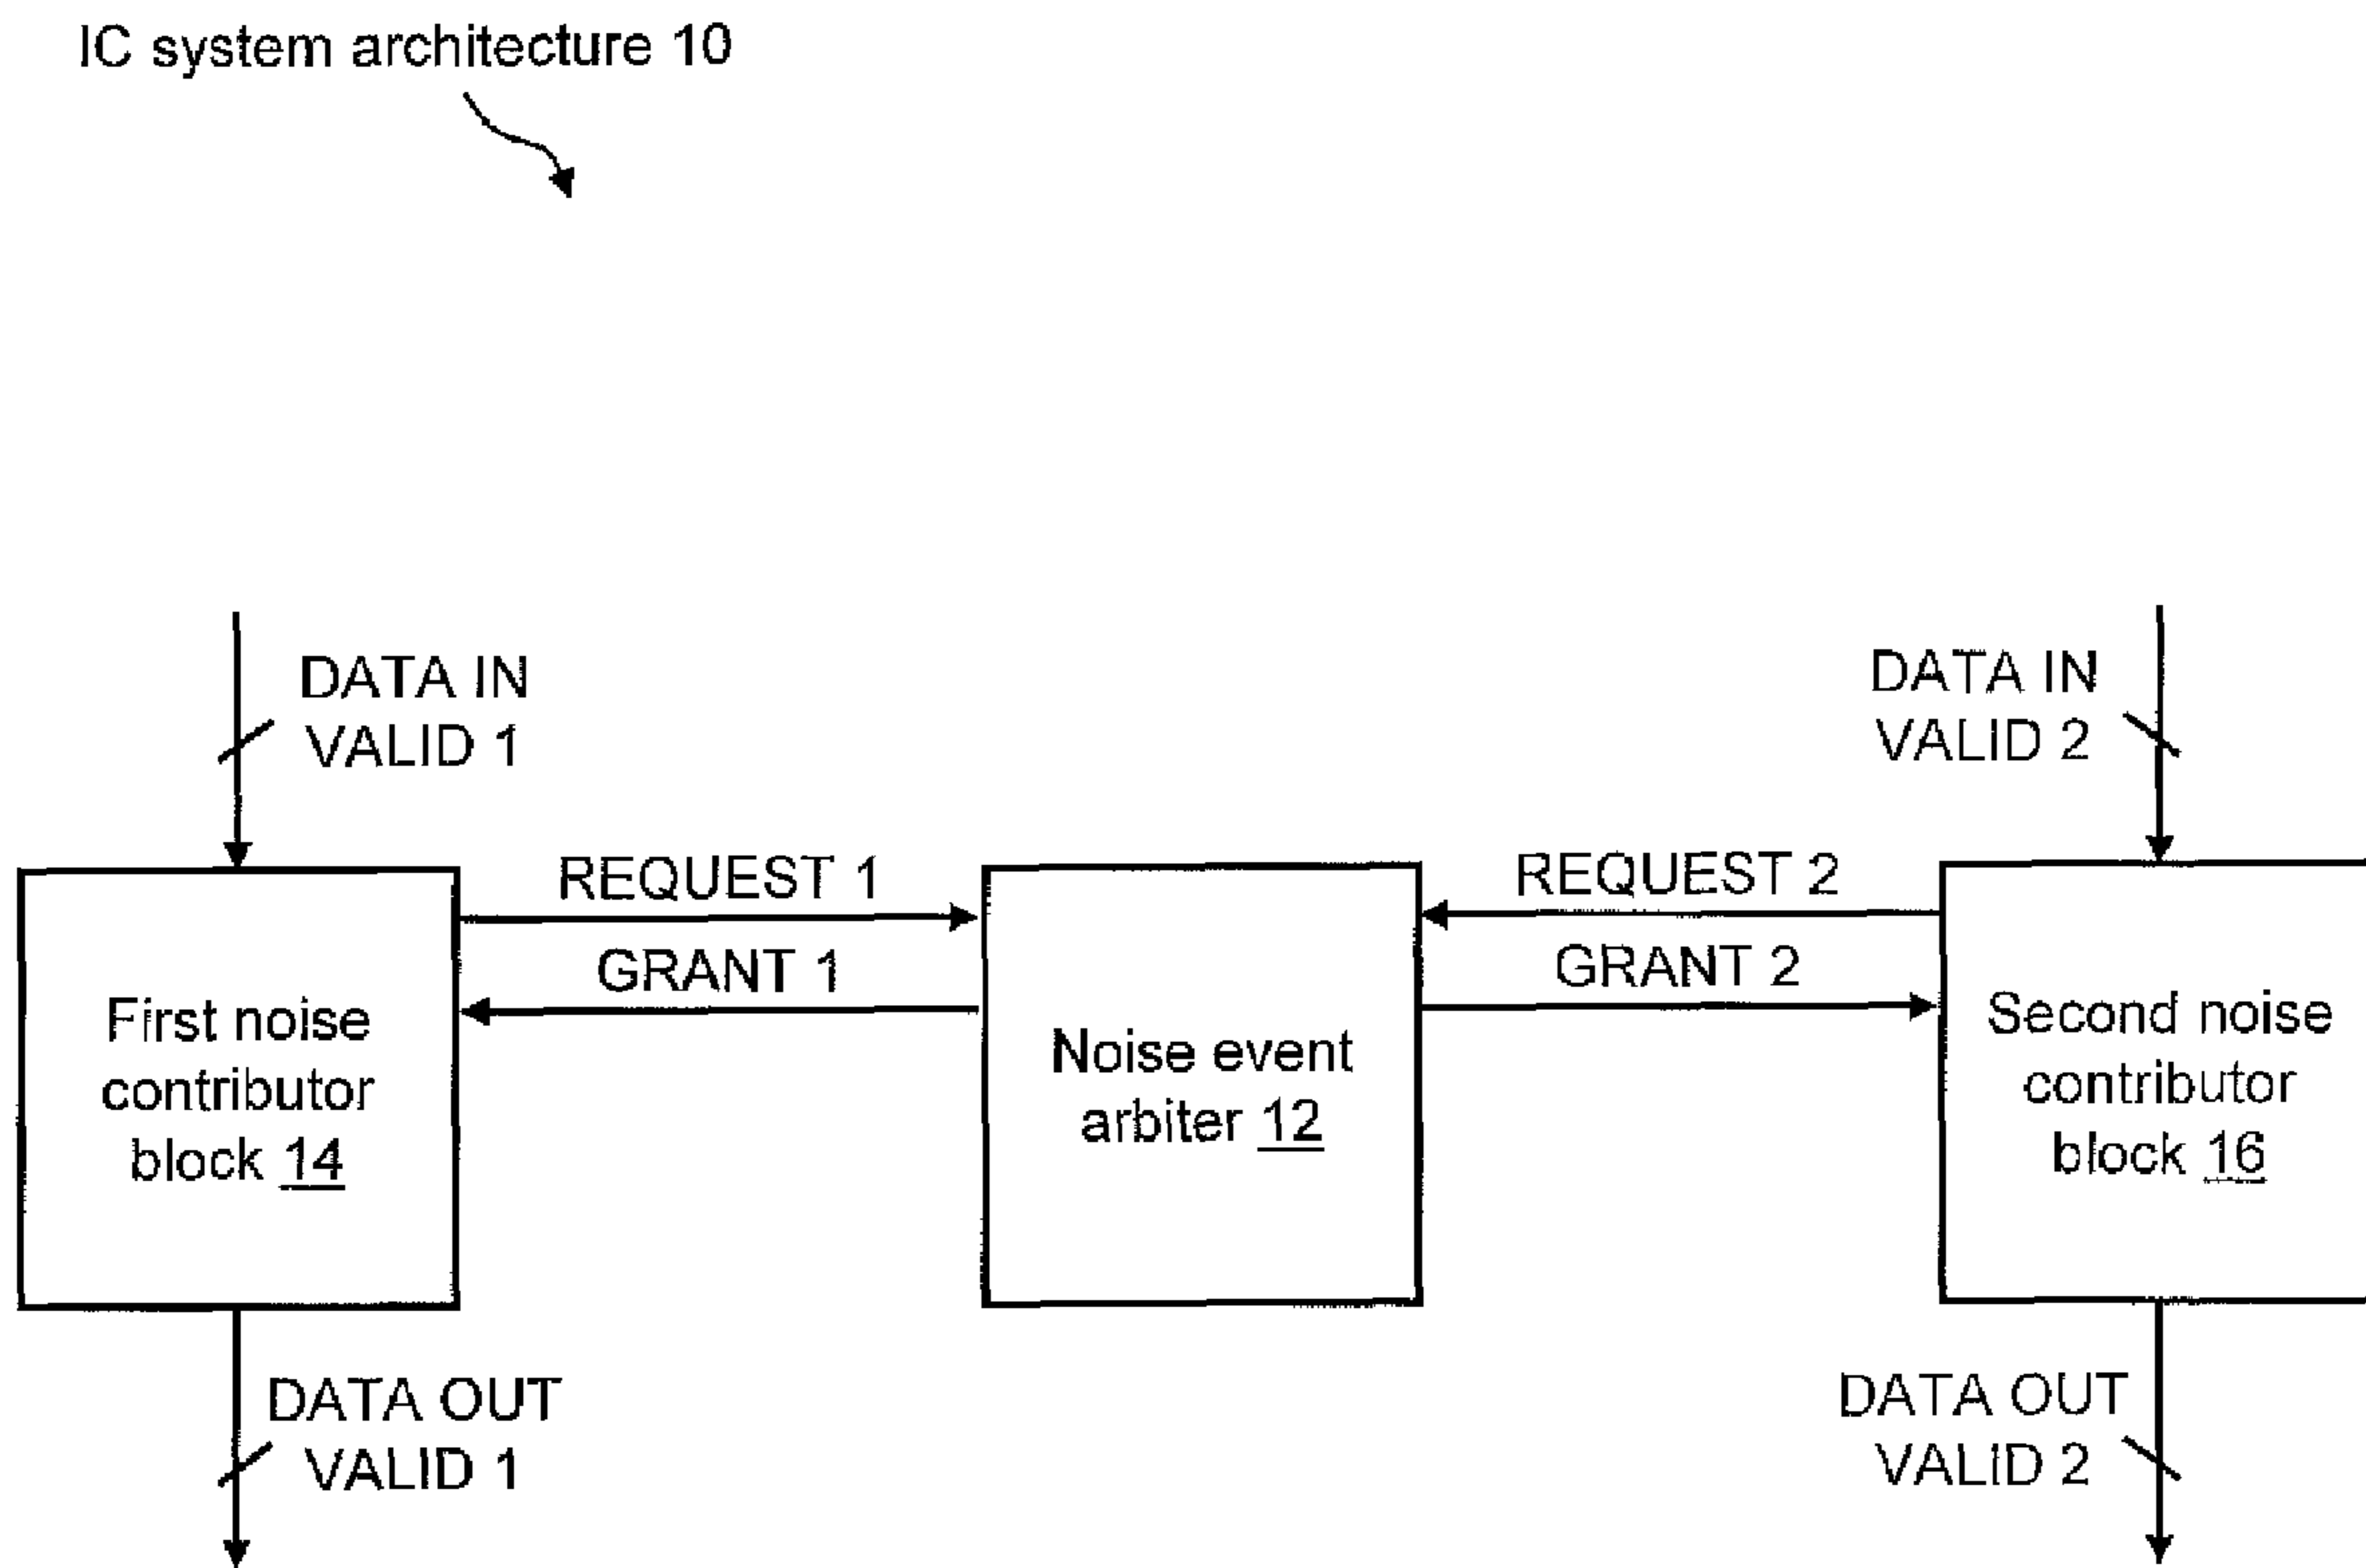 IC system architecture 10
DATA IN
VALID 1
DATA IN
VALID 2
REQUEST 1
GRANT 1
REQUEST 2
GRANT 2
First noise
contributor
block 14
Noise event
arbiter 12
Second noise
contributor
block 16
DATA OUT
VALID 1
DATA OUT
VALID 2